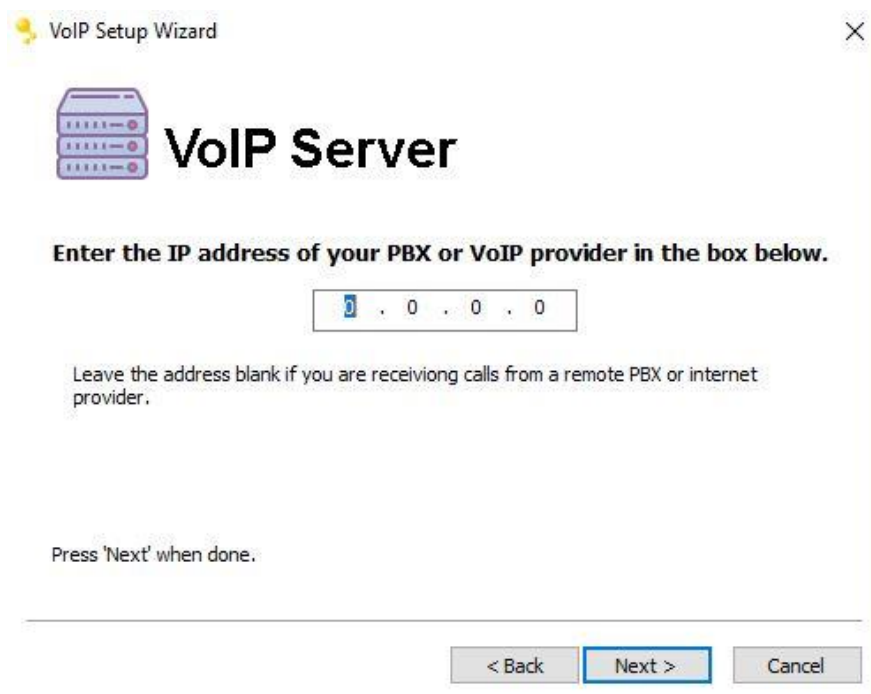 VoIP Setup Wizard
VoIP Server
Enter the IP address of your PBX or VoIP provider in the box below.
0 . 0 . 0 . 0
Leave the address blank if you are receiviong calls from a remote PBX or internet
provider.
Press 'Next' when done.
< Back Next > Cancel